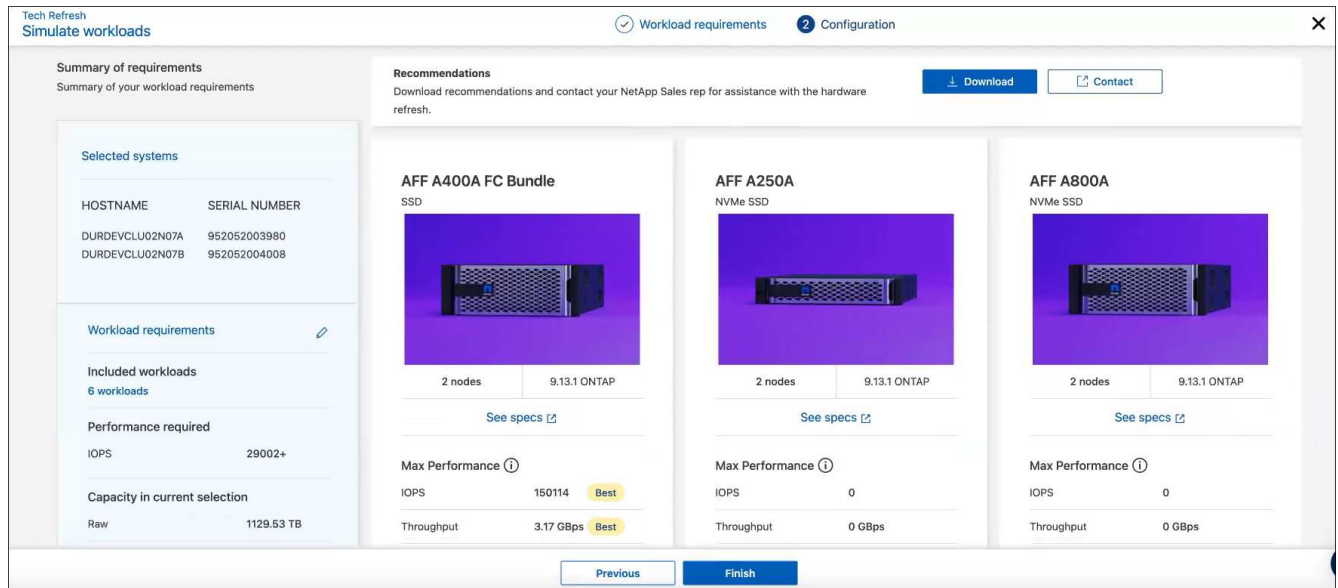 Tech Refresh
Simulate workloads
Workload requirements
2 Configuration
Summary of requirements
Summary of your workload requirements
Selected systems
HOSTNAME SERIAL NUMBER
DURDEVCLU02N07A 952052003980
DURDEVCLU02N07B 952052004008
Workload requirements
Included workloads
6 workloads
Performance required
IOPS 29002+
Capacity in current selection
Raw 1129.53 TB
Recommendations
Download recommendations and contact your NetApp Sales rep for assistance with the hardware
refresh.
Download
Contact
AFF A400A FC Bundle
SSD
2 nodes 9.13.1 ONTAP
See specs
Max Performance
IOPS 150114 Best
Throughput 3.17 GBps Best
AFF A250A
NVMe SSD
2 nodes 9.13.1 ONTAP
See specs
Max Performance
IOPS 0
Throughput 0 GBps
AFF A800A
NVMe SSD
2 nodes 9.13.1 ONTAP
See specs
Max Performance
IOPS 0
Throughput 0 GBps
Previous
Finish